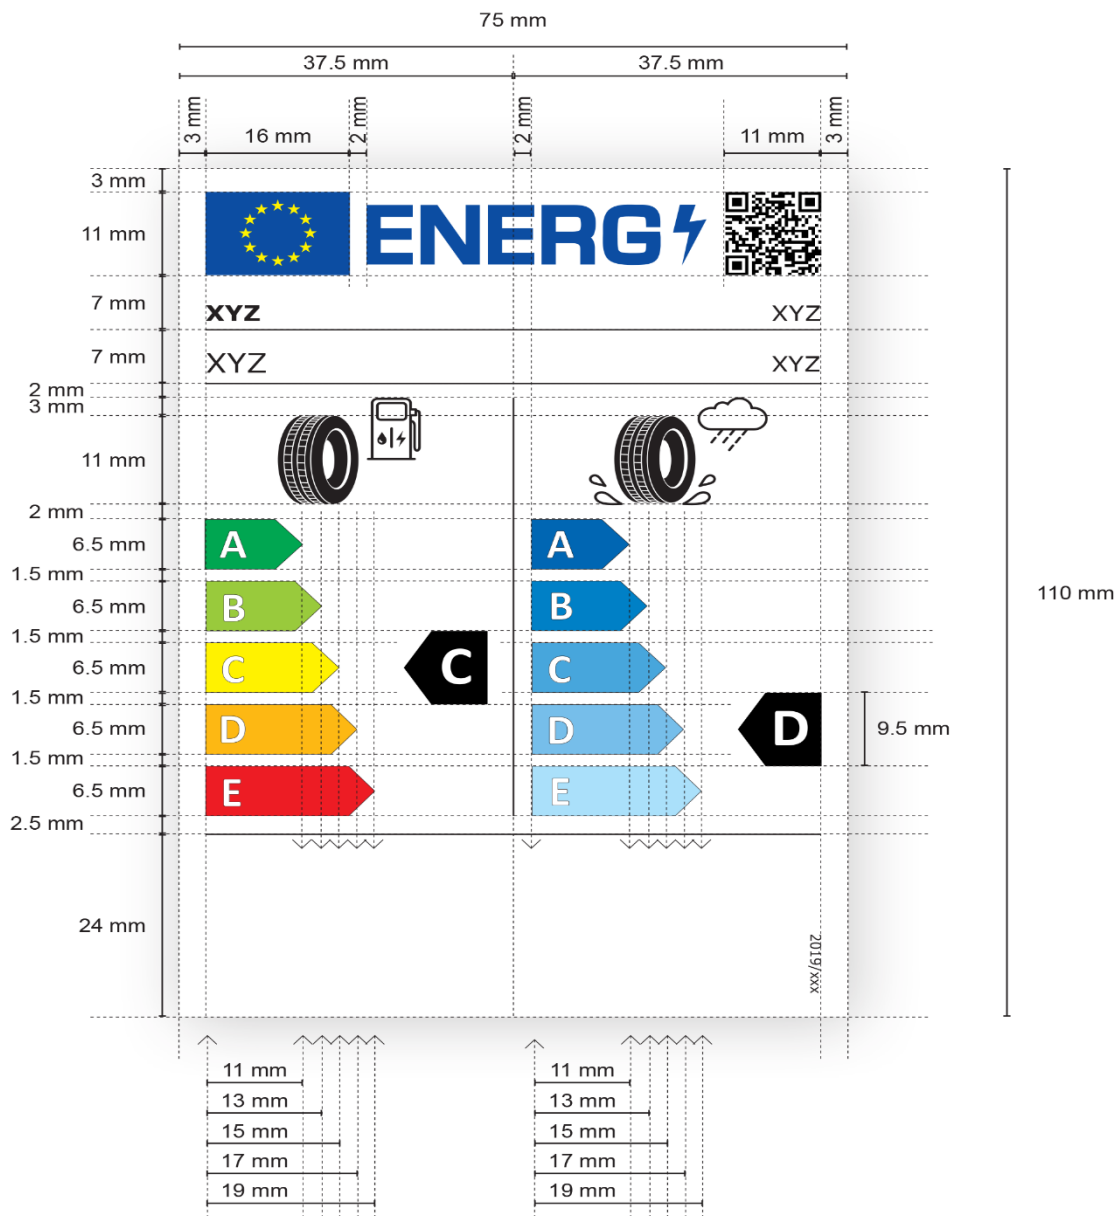 75 mm
37.5 mm 37.5 mm
3 mm 16 mm 2 mm 2 mm 11 mm 3 mm
3 mm
11 mm ENERG
7 mm XYZ XYZ
7 mm XYZ XYZ
2 mm
3 mm
11 mm
2 mm
6.5 mm A A
1.5 mm
6.5 mm B B
110 mm
1.5 mm
6.5 mm C C C
1.5 mm
6.5 mm D D D 9.5 mm
1.5 mm
6.5 mm E E
2.5 mm
24 mm
2019/xxx
11 mm 11 mm
13 mm 13 mm
15 mm 15 mm
17 mm 17 mm
19 mm 19 mm